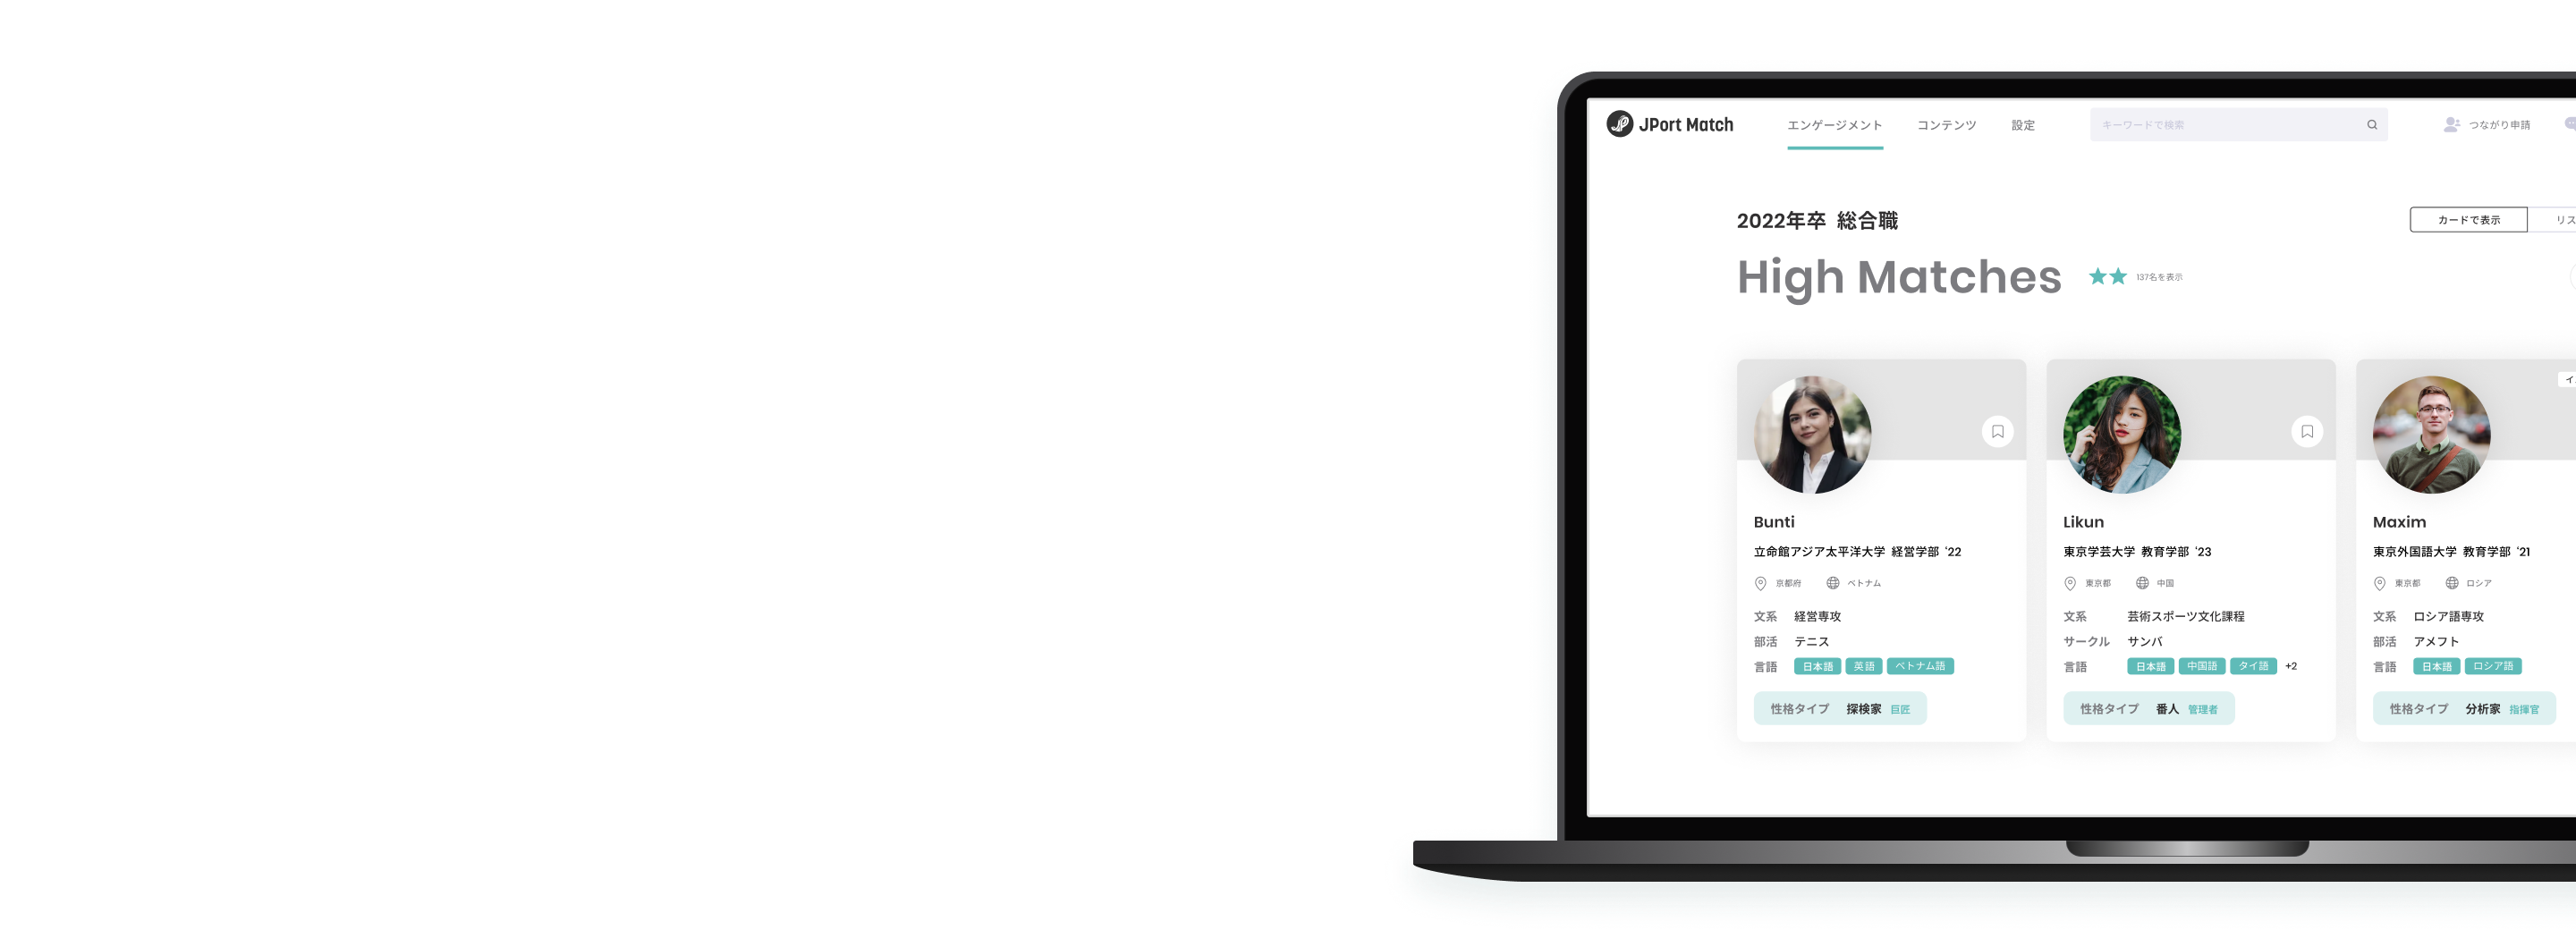 JPort Match エンゲージメント コンテンツ 設定 キーワードで検索 つながり申請
2022年卒 総合職 カードで表示 リス
High Matches 137名を表示
イ
Bunti
立命館アジア太平洋大学 経営学部 '22
京都府 ベトナム
文系 経営専攻
部活 テニス
言語 日本語 英語 ベトナム語
性格タイプ 探検家 巨匠
Likun
東京学芸大学 教育学部 '23
東京都 中国
文系 芸術スポーツ文化課程
サークル サンバ
言語 日本語 中国語 タイ語 +2
性格タイプ 番人 管理者
Maxim
東京外国語大学 教育学部 '21
東京都 ロシア
文系 ロシア語専攻
部活 アメフト
言語 日本語 ロシア語
性格タイプ 分析家 指揮官